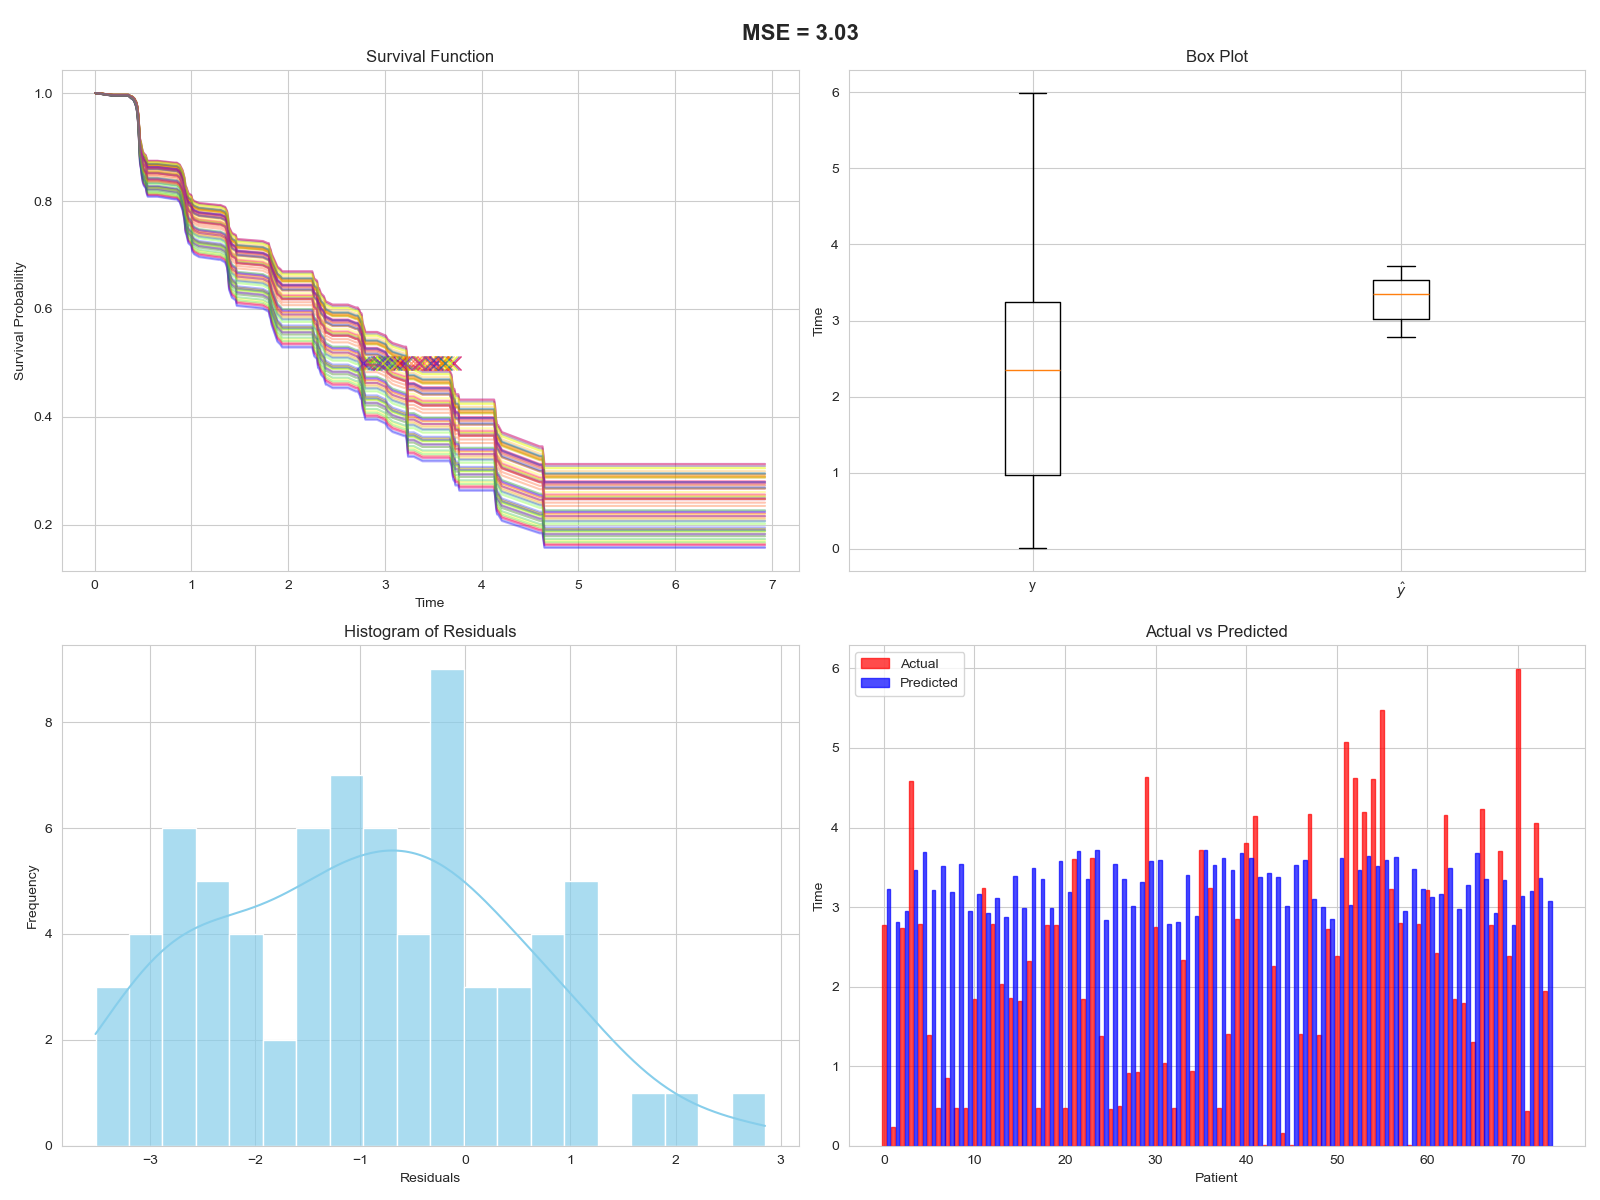 MSE = 3.03
Survival Function
Survival Probability
1.0
0.8
0.6
0.4
0.2
0 1 2 3 4 5 6 7
Time
Box Plot
Time
6
5
4
3
2
1
0
y ŷ
Histogram of Residuals
Frequency
8
6
4
2
0
−3 −2 −1 0 1 2 3
Residuals
Actual vs Predicted
Actual
Predicted
Time
6
5
4
3
2
1
0
0 10 20 30 40 50 60 70
Patient